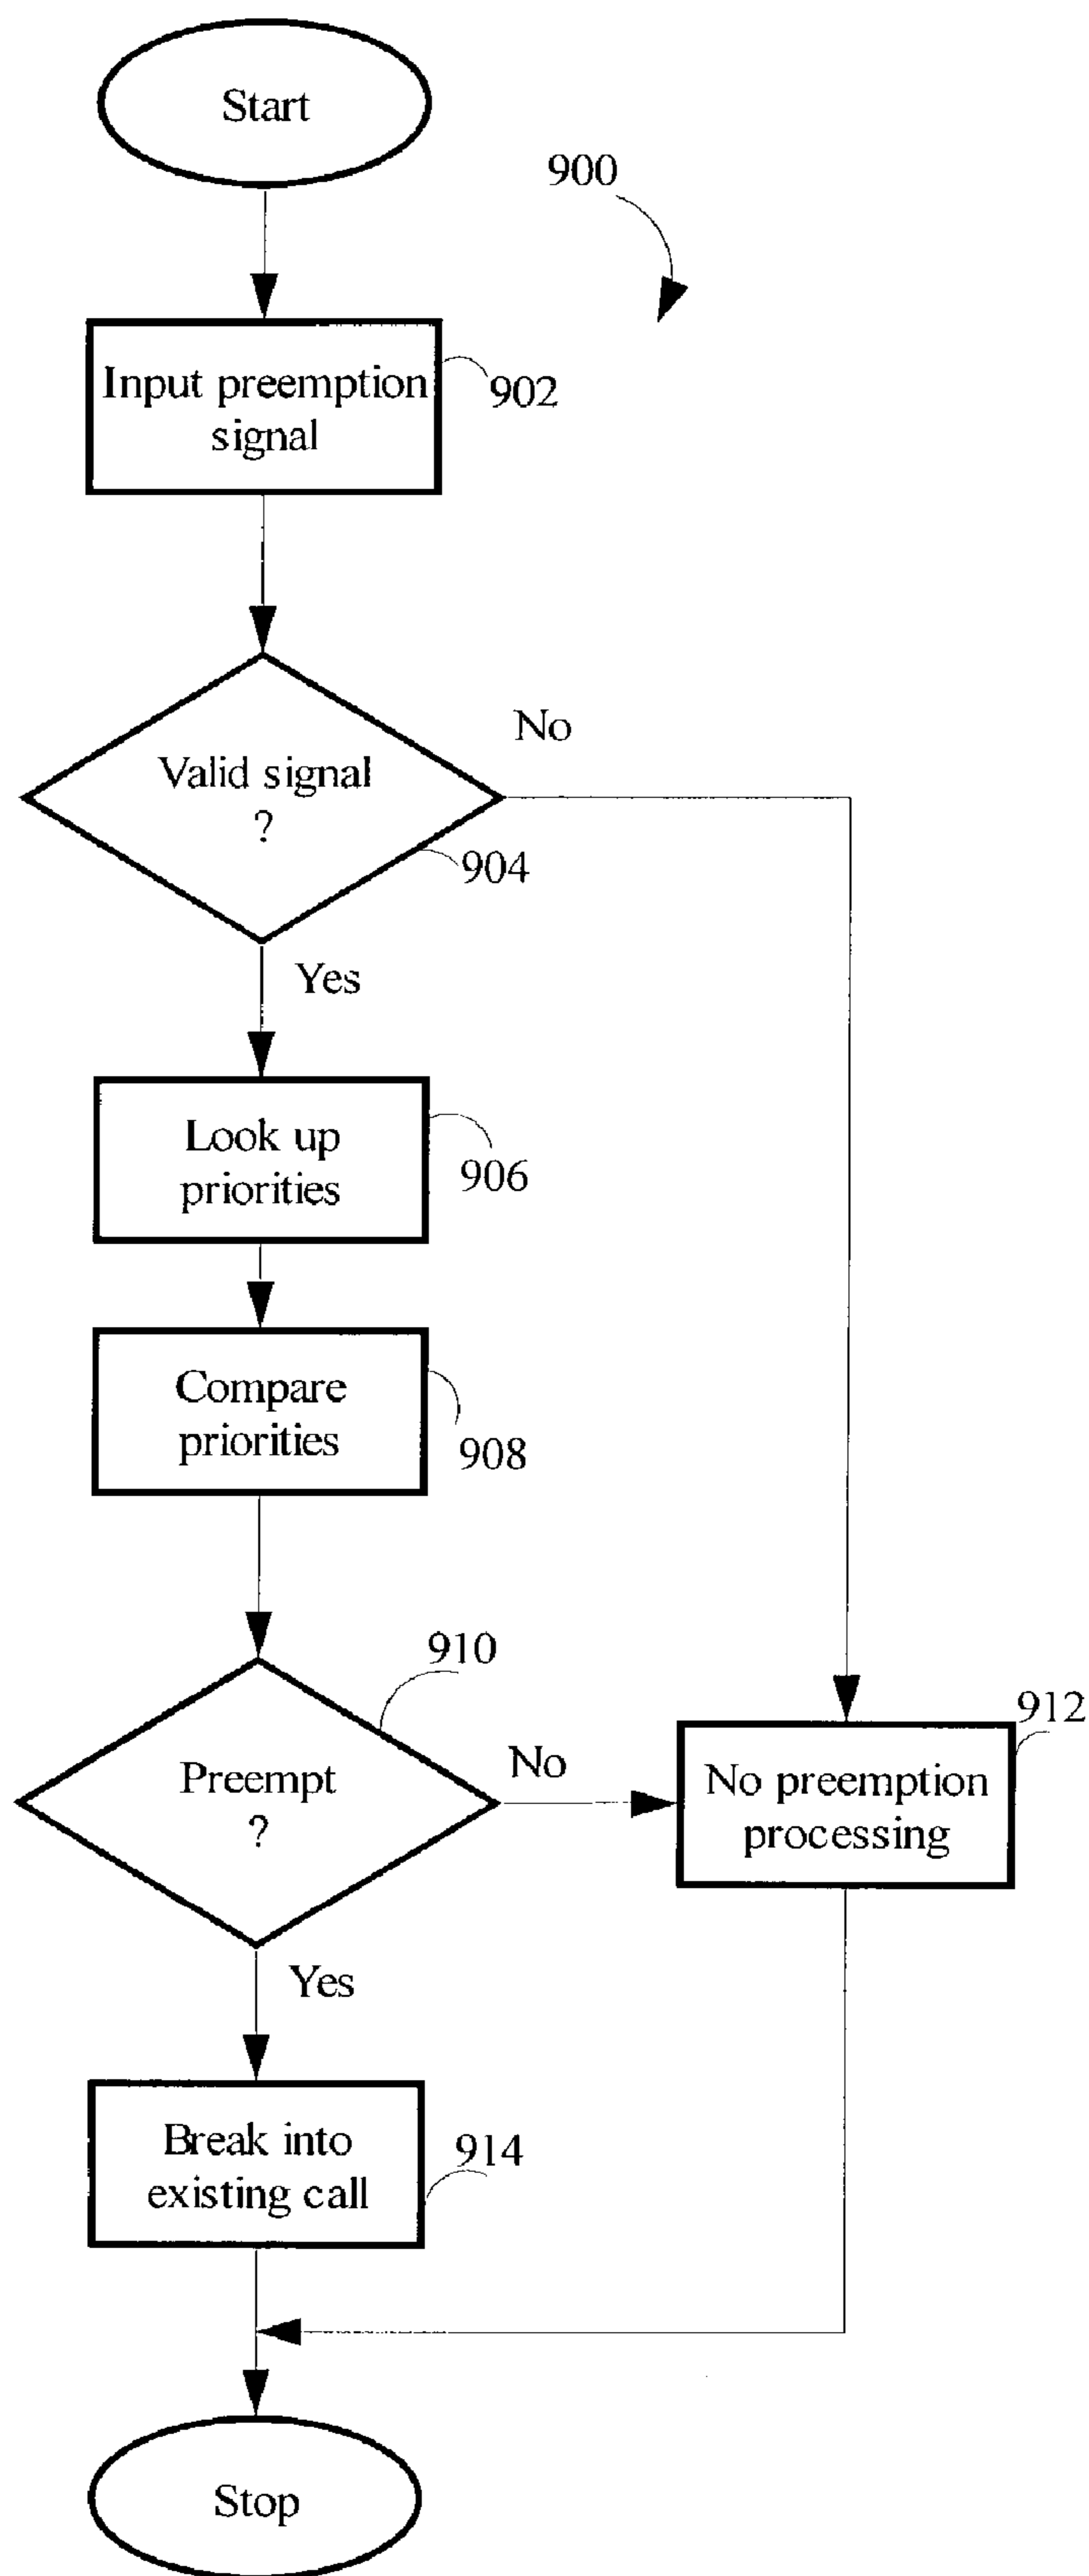 Start
900
Input preemption
signal
902
No
Valid signal
?
904
Yes
Look up
priorities
906
Compare
priorities
908
910
Preempt
?
No
912
No preemption
processing
Yes
Break into
existing call
914
Stop